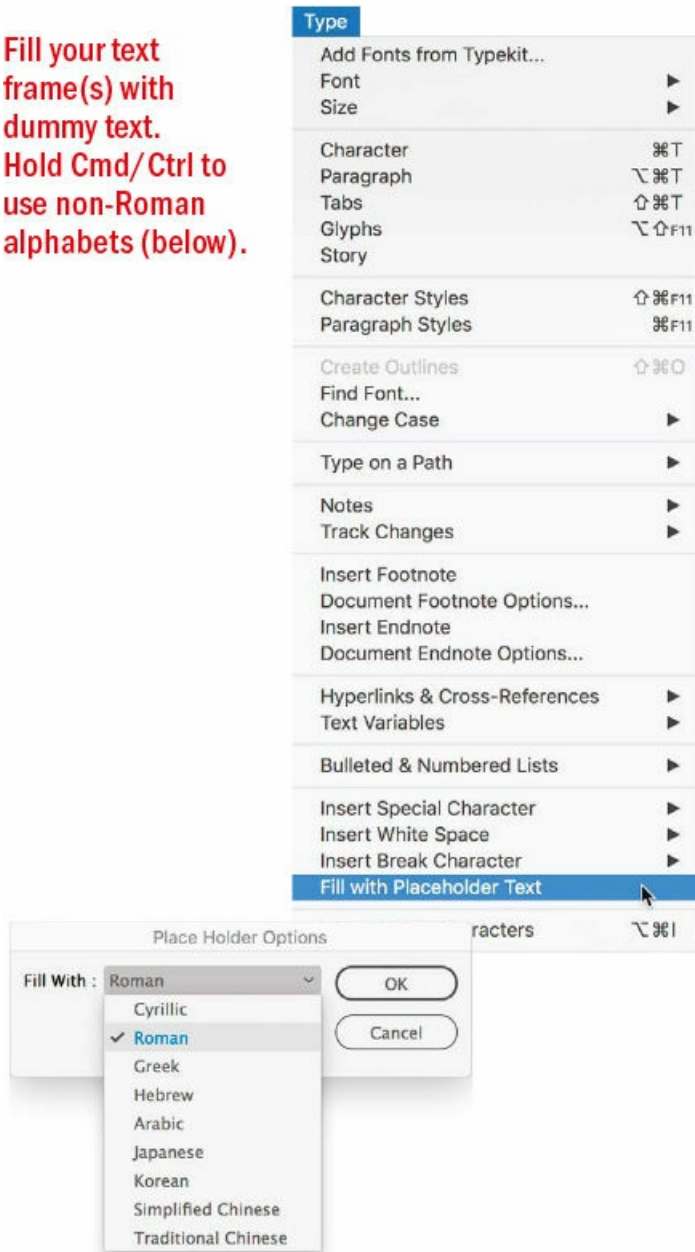 Fill your text
frame(s) with
dummy text.
Hold Cmd/Ctrl to
use non-Roman
alphabets (below).
Type
Add Fonts from Typekit...
Font ▶
Size ▶
Character ⌘T
Paragraph ⌥⌘T
Tabs ⇧⌘T
Glyphs ⌥⇧F11
Story
Character Styles ⇧⌘F11
Paragraph Styles ⌘F11
Create Outlines ⇧⌘O
Find Font...
Change Case ▶
Type on a Path ▶
Notes ▶
Track Changes ▶
Insert Footnote
Document Footnote Options...
Insert Endnote
Document Endnote Options...
Hyperlinks & Cross-References ▶
Text Variables ▶
Bulleted & Numbered Lists ▶
Insert Special Character ▶
Insert White Space ▶
Insert Break Character ▶
Fill with Placeholder Text
racters ⌥⌘I
Place Holder Options
Fill With : Roman
OK
Cancel
Cyrillic
✓ Roman
Greek
Hebrew
Arabic
Japanese
Korean
Simplified Chinese
Traditional Chinese